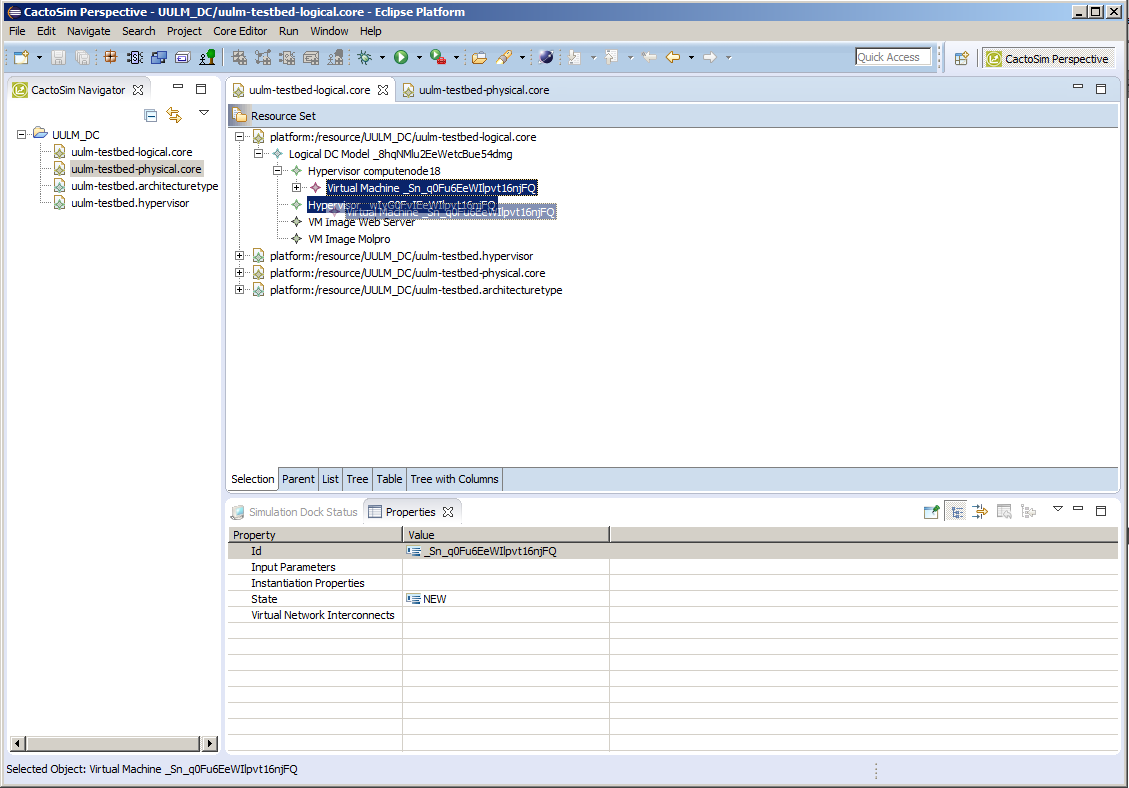 CactoSim Perspective - UULM_DC/uulm-testbed-logical.core - Eclipse Platform
File Edit Navigate Search Project Core Editor Run Window Help
Quick Access CactoSim Perspective
CactoSim Navigator
UULM_DC
uulm-testbed-logical.core
uulm-testbed-physical.core
uulm-testbed.architecturetype
uulm-testbed.hypervisor
uulm-testbed-logical.core uulm-testbed-physical.core
Resource Set
platform:/resource/UULM_DC/uulm-testbed-logical.core
Logical DC Model _8hqNMlu2EeWetcBue54dmg
Hypervisor computenode18
Virtual Machine _Sn_q0Fu6EeWIlpvt16njFQ
Hypervisor _wIyG0FvIEeWIlpvt16njFQ
Virtual Machine _Sn_q0Fu6EeWIlpvt16njFQ
VM Image Web Server
VM Image Molpro
platform:/resource/UULM_DC/uulm-testbed.hypervisor
platform:/resource/UULM_DC/uulm-testbed-physical.core
platform:/resource/UULM_DC/uulm-testbed.architecturetype
Selection Parent List Tree Table Tree with Columns
Simulation Dock Status Properties
Property Value
Id _Sn_q0Fu6EeWIlpvt16njFQ
Input Parameters
Instantiation Properties
State NEW
Virtual Network Interconnects
Selected Object: Virtual Machine _Sn_q0Fu6EeWIlpvt16njFQ